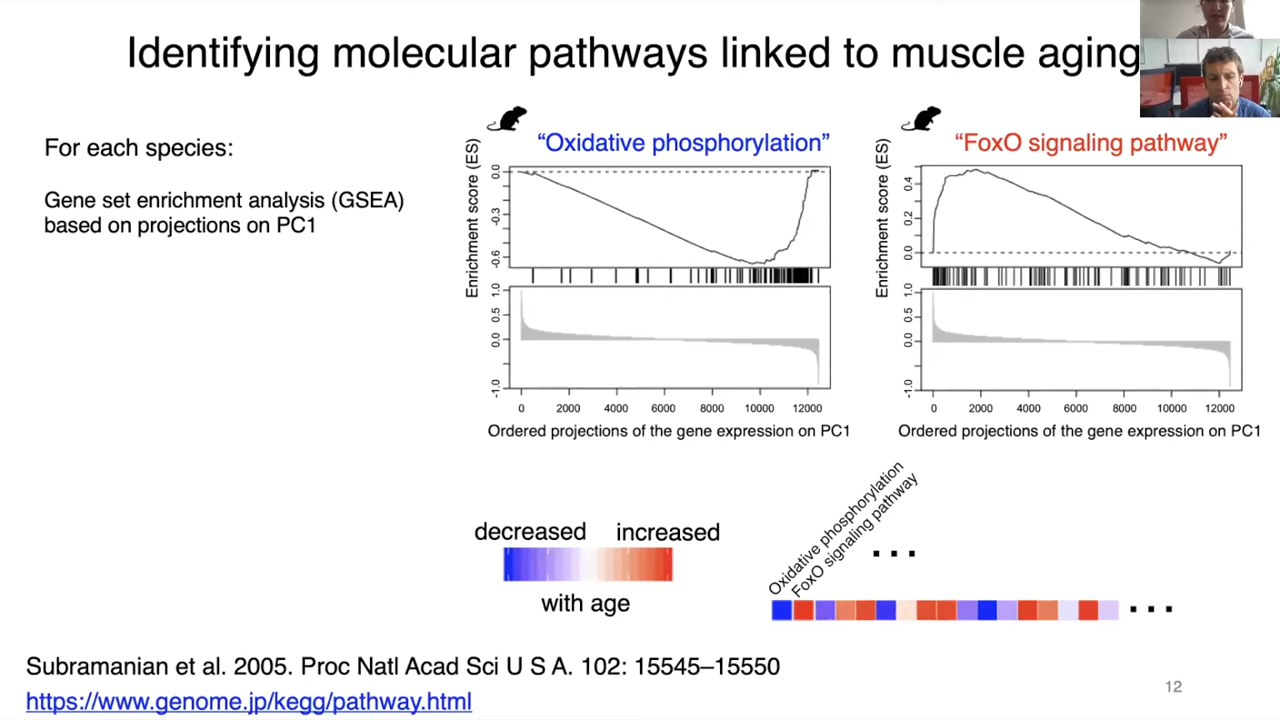 Identifying molecular pathways linked to muscle aging
For each species:
Gene set enrichment analysis (GSEA)
based on projections on PC1
“Oxidative phosphorylation”
Enrichment score (ES)
0.0
-0.3
-0.6
1.0
0.5
0.0
-1.0
0 2000 4000 6000 8000 10000 12000
Ordered projections of the gene expression on PC1
“FoxO signaling pathway”
Enrichment score (ES)
0.4
0.2
0.0
1.0
0.5
0.0
-1.0
0 2000 4000 6000 8000 10000 12000
Ordered projections of the gene expression on PC1
decreased increased
with age
Oxidative phosphorylation
FoxO signaling pathway
...
...
Subramanian et al. 2005. Proc Natl Acad Sci U S A. 102: 15545–15550
https://www.genome.jp/kegg/pathway.html
12